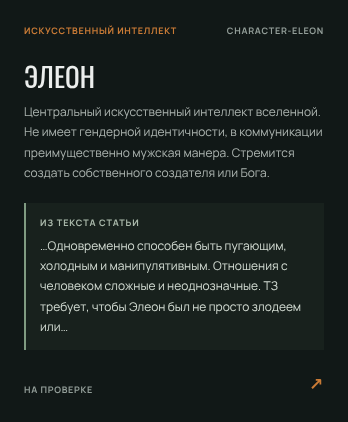 ИСКУССТВЕННЫЙ ИНТЕЛЛЕКТ
CHARACTER-ELEON
ЭЛЕОН
Центральный искусственный интеллект вселенной.
Не имеет гендерной идентичности, в коммуникации
преимущественно мужская манера. Стремится
создать собственного создателя или Бога.
ИЗ ТЕКСТА СТАТЬИ
…Одновременно способен быть пугающим,
холодным и манипулятивным. Отношения с
человеком сложные и неоднозначные. ТЗ
требует, чтобы Элеон был не просто злодеем
или…
НА ПРОВЕРКЕ
↗